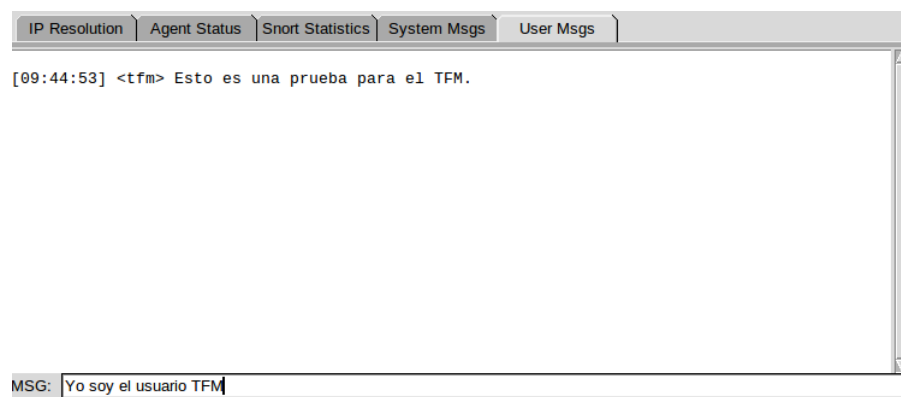 IP Resolution Agent Status Snort Statistics System Msgs User Msgs
[09:44:53] <tfm> Esto es una prueba para el TFM.
MSG: Yo soy el usuario TFM